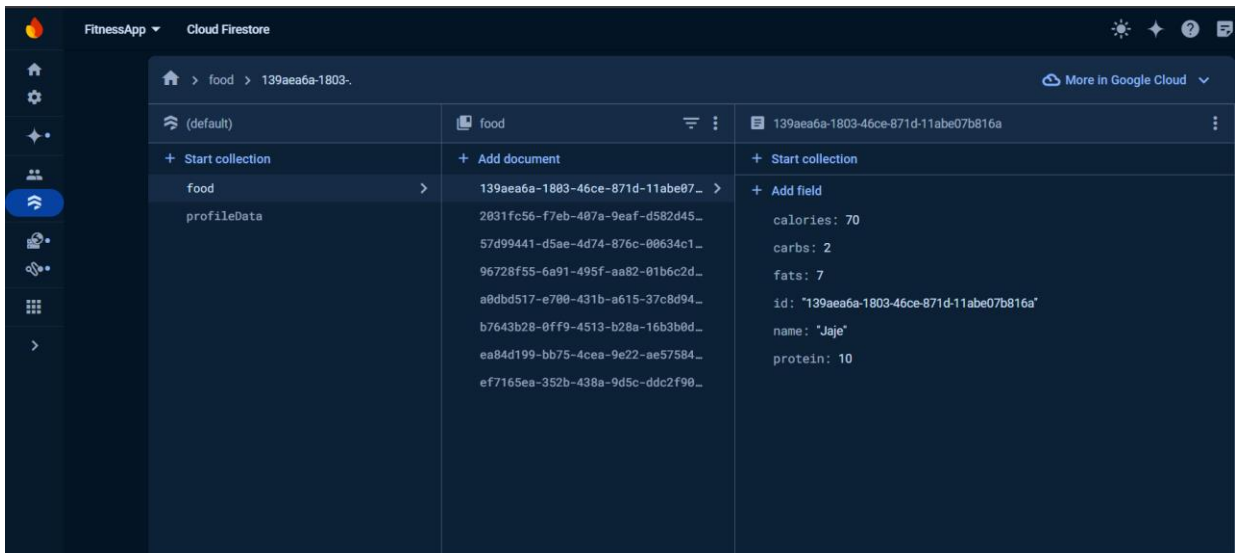 FitnessApp
Cloud Firestore
food
139aea6a-1803-.
More in Google Cloud
(default)
food
139aea6a-1803-46ce-871d-11abe07b816a
+ Start collection
+ Add document
+ Start collection
food
profileData
139aea6a-1803-46ce-871d-11abe07…
2031fc56-f7eb-407a-9eaf-d582d45…
57d99441-d5ae-4d74-876c-00634c1…
96728f55-6a91-495f-aa82-01b6c2d…
a0dbd517-e700-431b-a615-37c8d94…
b7643b28-0ff9-4513-b28a-16b3b0d…
ea84d199-bb75-4cea-9e22-ae57584…
ef7165ea-352b-438a-9d5c-ddc2f90…
+ Add field
calories: 70
carbs: 2
fats: 7
id: "139aea6a-1803-46ce-871d-11abe07b816a"
name: "Jaje"
protein: 10